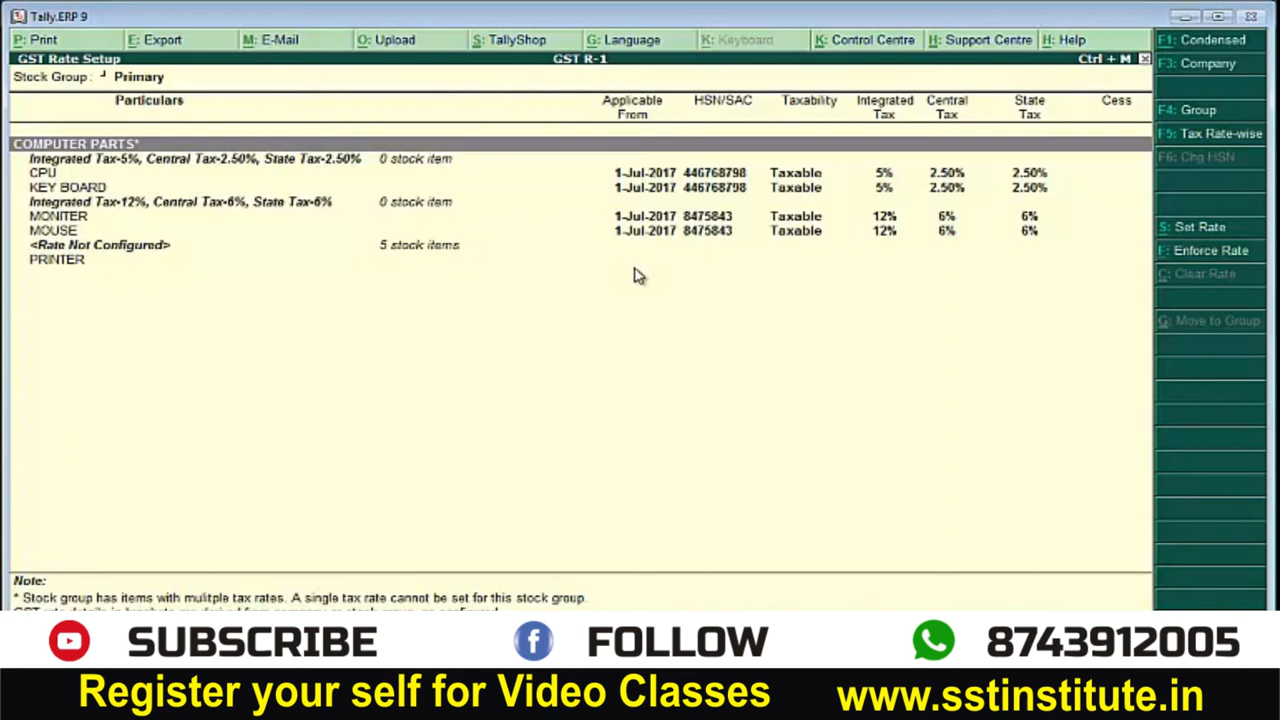 Tally.ERP 9
P: Print E: Export M: E-Mail O: Upload S: TallyShop G: Language K: Keyboard K: Control Centre H: Support Centre H: Help F1: Condensed
GST Rate Setup GST R-1 Ctrl + M
F3: Company
Stock Group : Primary
Particulars Applicable From HSN/SAC Taxability Integrated Tax Central Tax State Tax Cess
F4: Group
F5: Tax Rate-wise
COMPUTER PARTS*
Integrated Tax-5%, Central Tax-2.50%, State Tax-2.50% 0 stock item
F6: Chg HSN
CPU 1-Jul-2017 446768798 Taxable 5% 2.50% 2.50%
KEY BOARD 1-Jul-2017 446768798 Taxable 5% 2.50% 2.50%
Integrated Tax-12%, Central Tax-6%, State Tax-6% 0 stock item
MONITER 1-Jul-2017 8475843 Taxable 12% 6% 6%
MOUSE 1-Jul-2017 8475843 Taxable 12% 6% 6%
S: Set Rate
<Rate Not Configured> 5 stock items
F: Enforce Rate
PRINTER
C: Clear Rate
G: Move to Group
Note:
* Stock group has items with mulitple tax rates. A single tax rate cannot be set for this stock group.
SUBSCRIBE FOLLOW 8743912005
Register your self for Video Classes www.sstinstitute.in